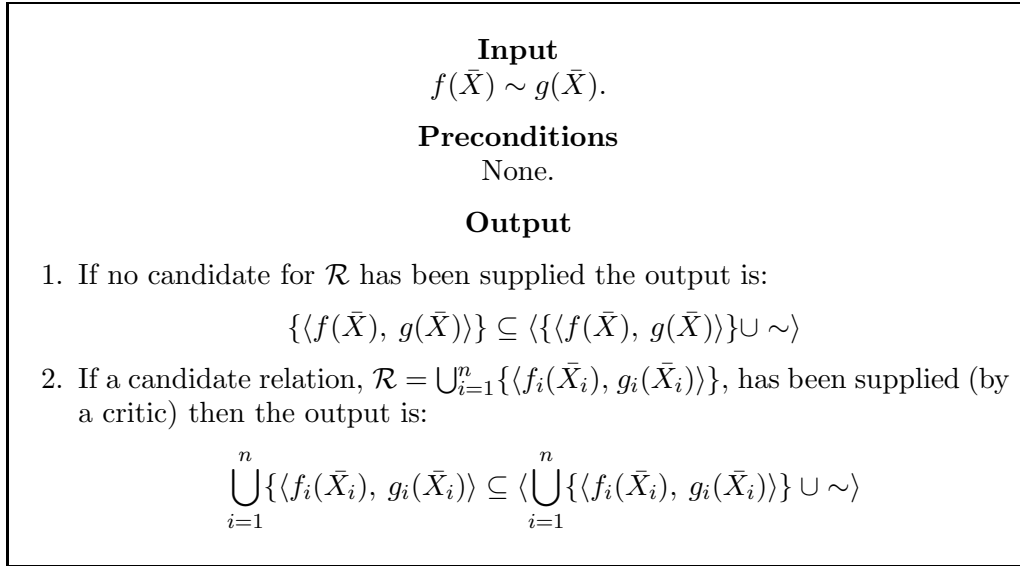 Input
f(X̄) ∼ g(X̄).
Preconditions
None.
Output
1. If no candidate for ℛ has been supplied the output is:
{⟨f(X̄), g(X̄)⟩} ⊆ ⟨{⟨f(X̄), g(X̄)⟩}∪ ∼⟩
2. If a candidate relation, ℛ = ⋃ⁿᵢ₌₁{⟨fᵢ(X̄ᵢ), gᵢ(X̄ᵢ)⟩}, has been supplied (by
a critic) then the output is:
⋃ⁿᵢ₌₁{⟨fᵢ(X̄ᵢ), gᵢ(X̄ᵢ)⟩ ⊆ ⟨⋃ⁿᵢ₌₁{⟨fᵢ(X̄ᵢ), gᵢ(X̄ᵢ)⟩} ∪ ∼⟩